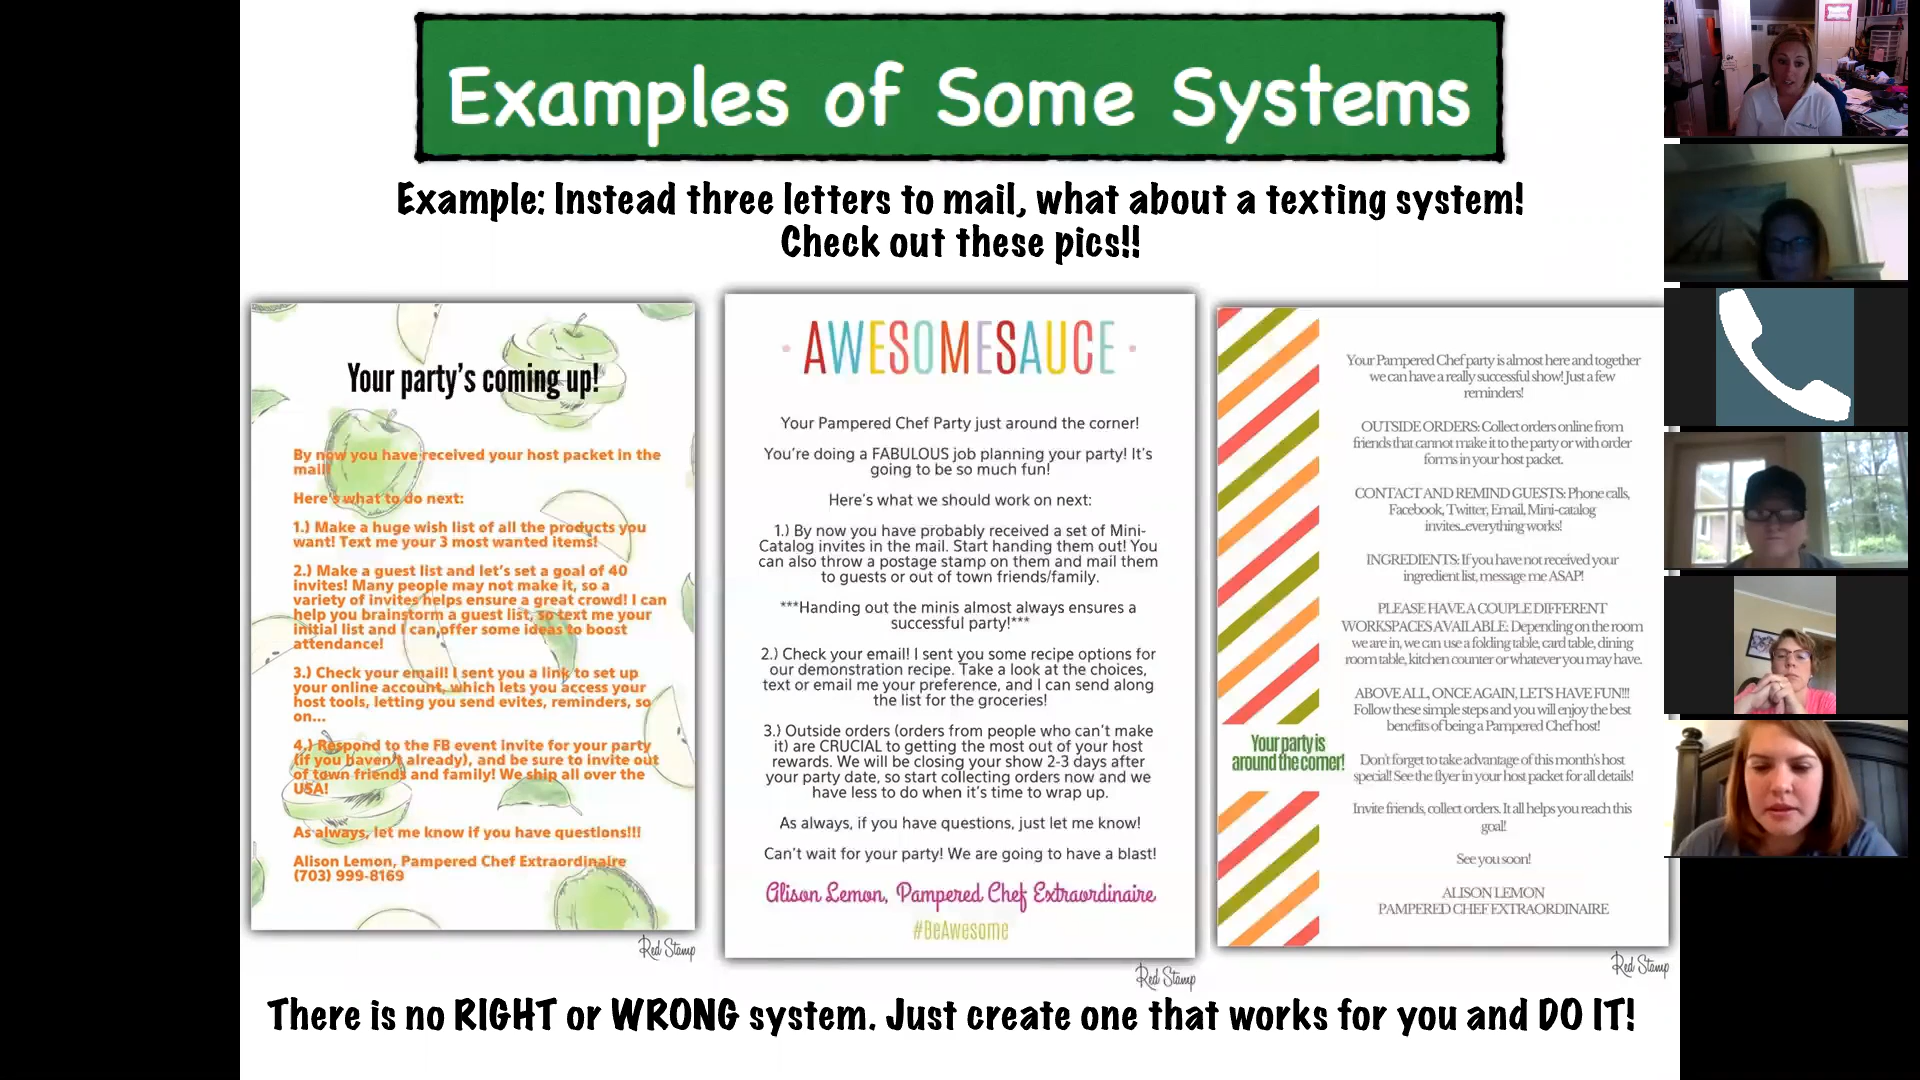 Examples of Some Systems
Example: Instead three letters to mail, what about a texting system!
Check out these pics!!
Your party's coming up!
By now you have received your host packet in the
mail!
Here's what to do next:
1.) Make a huge wish list of all the products you
want! Text me your 3 most wanted items!
2.) Make a guest list and let's set a goal of 40
invites! Many people may not make it, so a
variety of invites helps ensure a great crowd! I can
help you brainstorm a guest list, so text me your
initial list and I can offer some ideas to boost
attendance!
3.) Check your email! I sent you a link to set up
your online account, which lets you access your
host tools, letting you send evites, reminders, so
on...
4.) Respond to the FB event invite for your party
(if you haven't already), and be sure to invite out
of town friends and family! We ship all over the
USA!
As always, let me know if you have questions!!!
Alison Lemon, Pampered Chef Extraordinaire
(703) 999-8169
Red Stamp
AWESOMESAUCE
Your Pampered Chef Party just around the corner!
You're doing a FABULOUS job planning your party! It's
going to be so much fun!
Here's what we should work on next:
1.) By now you have probably received a set of Mini-
Catalog invites in the mail. Start handing them out! You
can also throw a postage stamp on them and mail them
to guests or out of town friends/family.
***Handing out the minis almost always ensures a
successful party!***
2.) Check your email! I sent you some recipe options for
our demonstration recipe. Take a look at the choices,
text or email me your preference, and I can send along
the list for the groceries!
3.) Outside orders (orders from people who can't make
it) are CRUCIAL to getting the most out of your host
rewards. We will be closing your show 2-3 days after
your party date, so start collecting orders now and we
have less to do when it's time to wrap up.
As always, if you have questions, just let me know!
Can't wait for your party! We are going to have a blast!
Alison Lemon, Pampered Chef Extraordinaire
#BeAwesome
Red Stamp
Your party is
around the corner!
Your Pampered Chef party is almost here and together
we can have a really successful show! Just a few
reminders!
OUTSIDE ORDERS: Collect orders online from
friends that cannot make it to the party or with order
forms in your host packet.
CONTACT AND REMIND GUESTS: Phone calls,
Facebook, Twitter, Email, Mini-catalog
invites...everything works!
INGREDIENTS: If you have not received your
ingredient list, message me ASAP!
PLEASE HAVE A COUPLE DIFFERENT
WORKSPACES AVAILABLE: Depending on the room
we are in, we can use a folding table, card table, dining
room table, kitchen counter or whatever you may have.
ABOVE ALL, ONCE AGAIN, LET'S HAVE FUN!!!
Follow these simple steps and you will enjoy the best
benefits of being a Pampered Chef host!
Don't forget to take advantage of this month's host
special! See the flyer in your host packet for all details!
Invite friends, collect orders. It all helps you reach this
goal!
See you soon!
ALISON LEMON
PAMPERED CHEF EXTRAORDINAIRE
Red Stamp
There is no RIGHT or WRONG system. Just create one that works for you and DO IT!